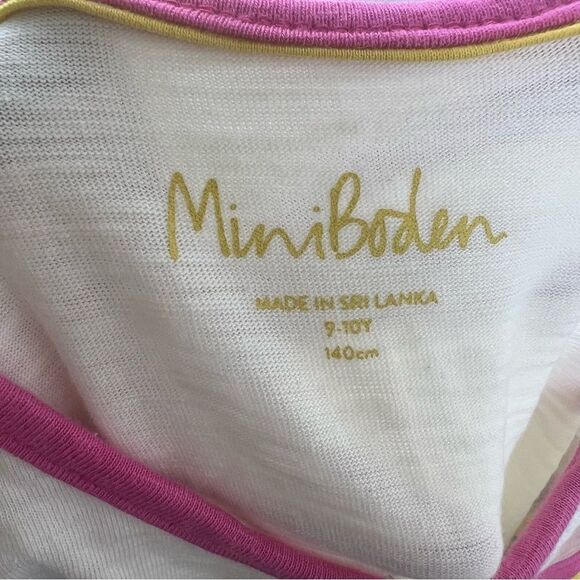 MiniBoden
MADE IN SRI LANKA
9-10Y
140cm